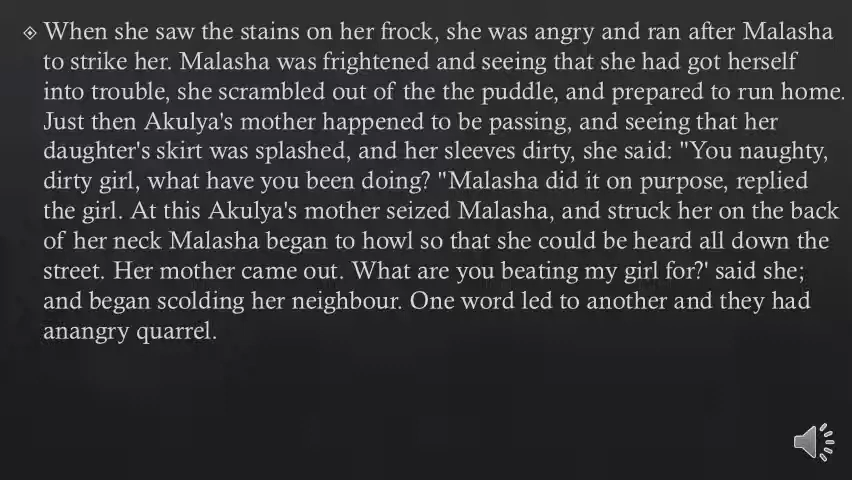 When she saw the stains on her frock, she was angry and ran after Malasha
to strike her. Malasha was frightened and seeing that she had got herself
into trouble, she scrambled out of the the puddle, and prepared to run home.
Just then Akulya's mother happened to be passing, and seeing that her
daughter's skirt was splashed, and her sleeves dirty, she said: "You naughty,
dirty girl, what have you been doing? "Malasha did it on purpose, replied
the girl. At this Akulya's mother seized Malasha, and struck her on the back
of her neck Malasha began to howl so that she could be heard all down the
street. Her mother came out. What are you beating my girl for?' said she;
and began scolding her neighbour. One word led to another and they had
anangry quarrel.